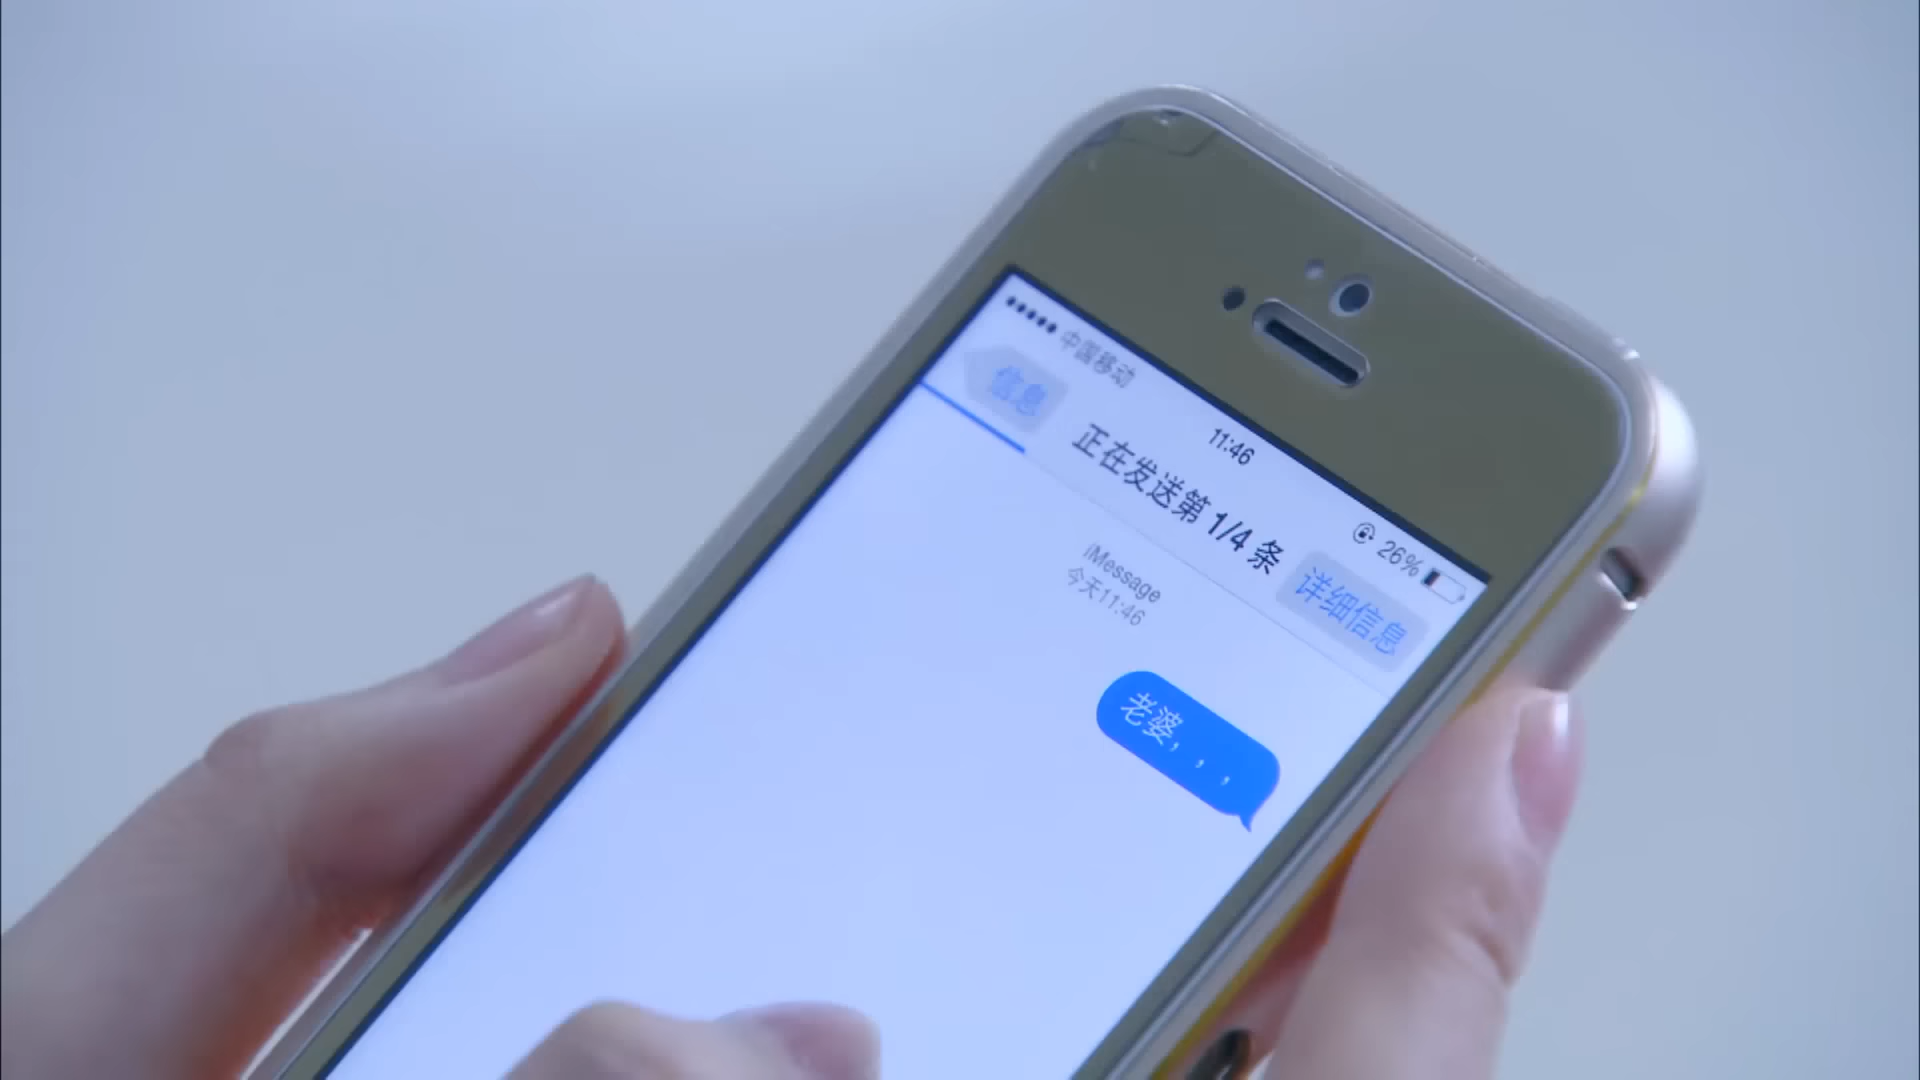 中国移动 11:46 26%
信息 正在发送第 1/4 条 详细信息
iMessage
今天11:46
老婆，，，